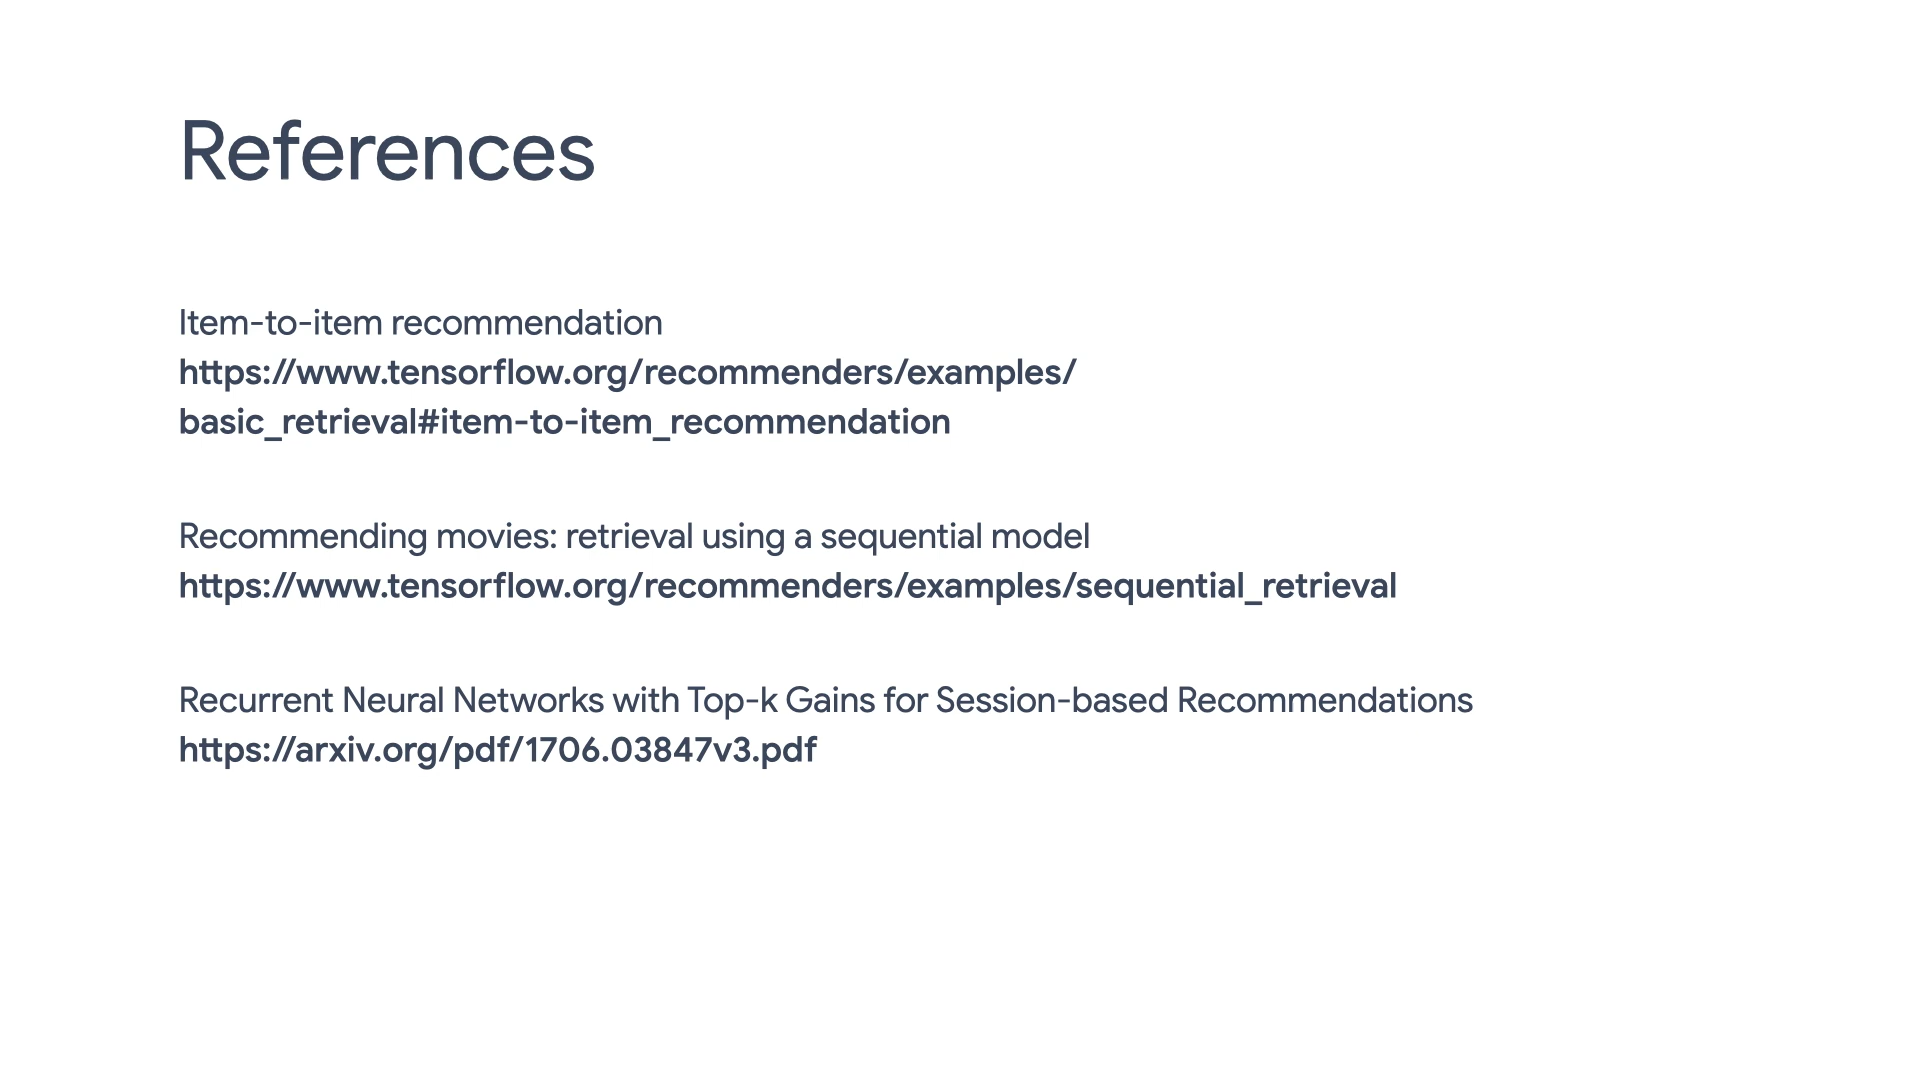 References
Item-to-item recommendation
https://www.tensorflow.org/recommenders/examples/
basic_retrieval#item-to-item_recommendation
Recommending movies: retrieval using a sequential model
https://www.tensorflow.org/recommenders/examples/sequential_retrieval
Recurrent Neural Networks with Top-k Gains for Session-based Recommendations
https://arxiv.org/pdf/1706.03847v3.pdf